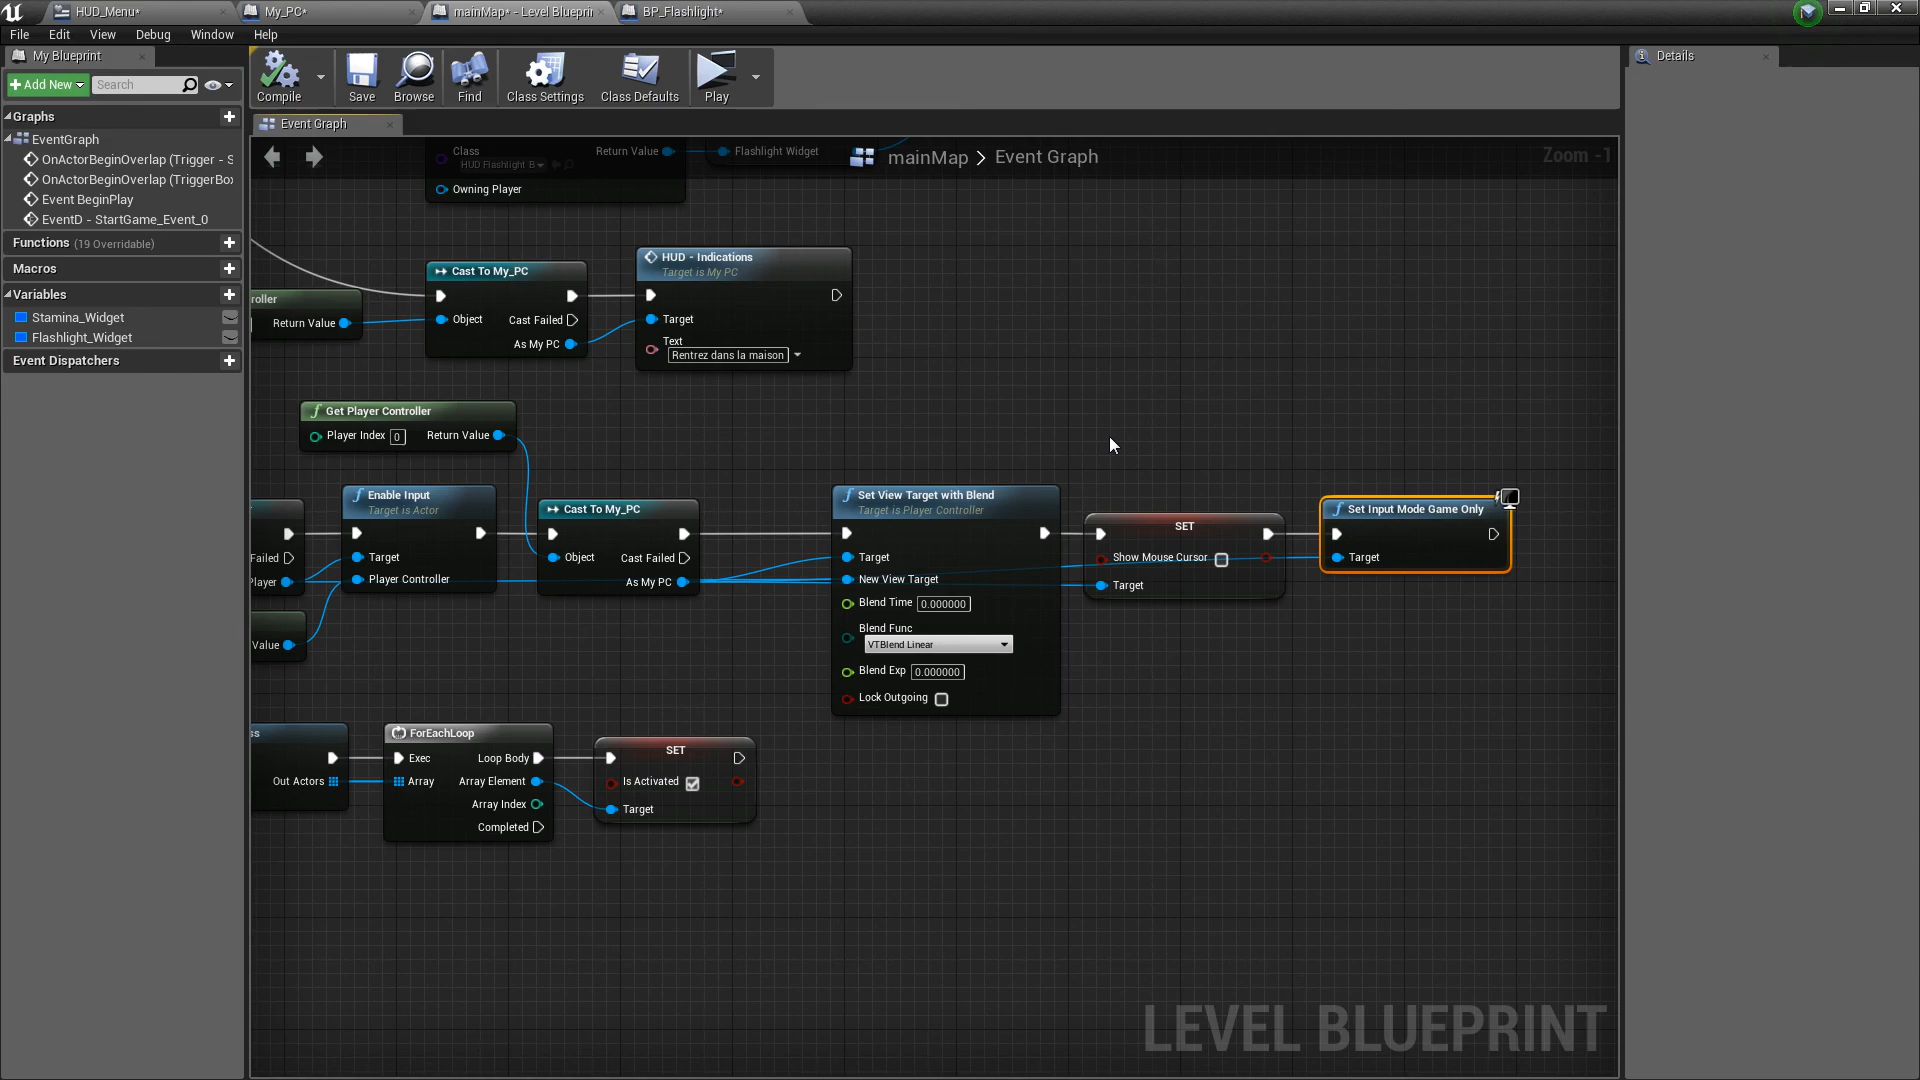 HUD_Menu*
My_PC*
mainMap* - Level Blueprin
BP_Flashlight*
File Edit View Debug Window Help
My Blueprint
Add New
Search
Compile
Save
Browse
Find
Class Settings
Class Defaults
Play
Details
Graphs
EventGraph
OnActorBeginOverlap (Trigger - S
OnActorBeginOverlap (TriggerBox
Event BeginPlay
EventD - StartGame_Event_0
Functions (19 Overridable)
Macros
Variables
Stamina_Widget
Flashlight_Widget
Event Dispatchers
Event Graph
mainMap > Event Graph
Zoom -1
Class
HUD Flashlight B
Return Value
Flashlight Widget
Owning Player
roller
Return Value
Cast To My_PC
Object
Cast Failed
As My PC
HUD - Indications
Target is My PC
Target
Text
Rentrez dans la maison
Get Player Controller
Player Index 0
Return Value
Failed
Player
Value
Enable Input
Target is Actor
Target
Player Controller
Cast To My_PC
Object
Cast Failed
As My PC
Set View Target with Blend
Target is Player Controller
Target
New View Target
Blend Time 0.000000
Blend Func
VTBlend Linear
Blend Exp 0.000000
Lock Outgoing
SET
Show Mouse Cursor
Target
Set Input Mode Game Only
Target
ss
Out Actors
ForEachLoop
Exec
Loop Body
Array
Array Element
Array Index
Completed
SET
Is Activated
Target
LEVEL BLUEPRINT